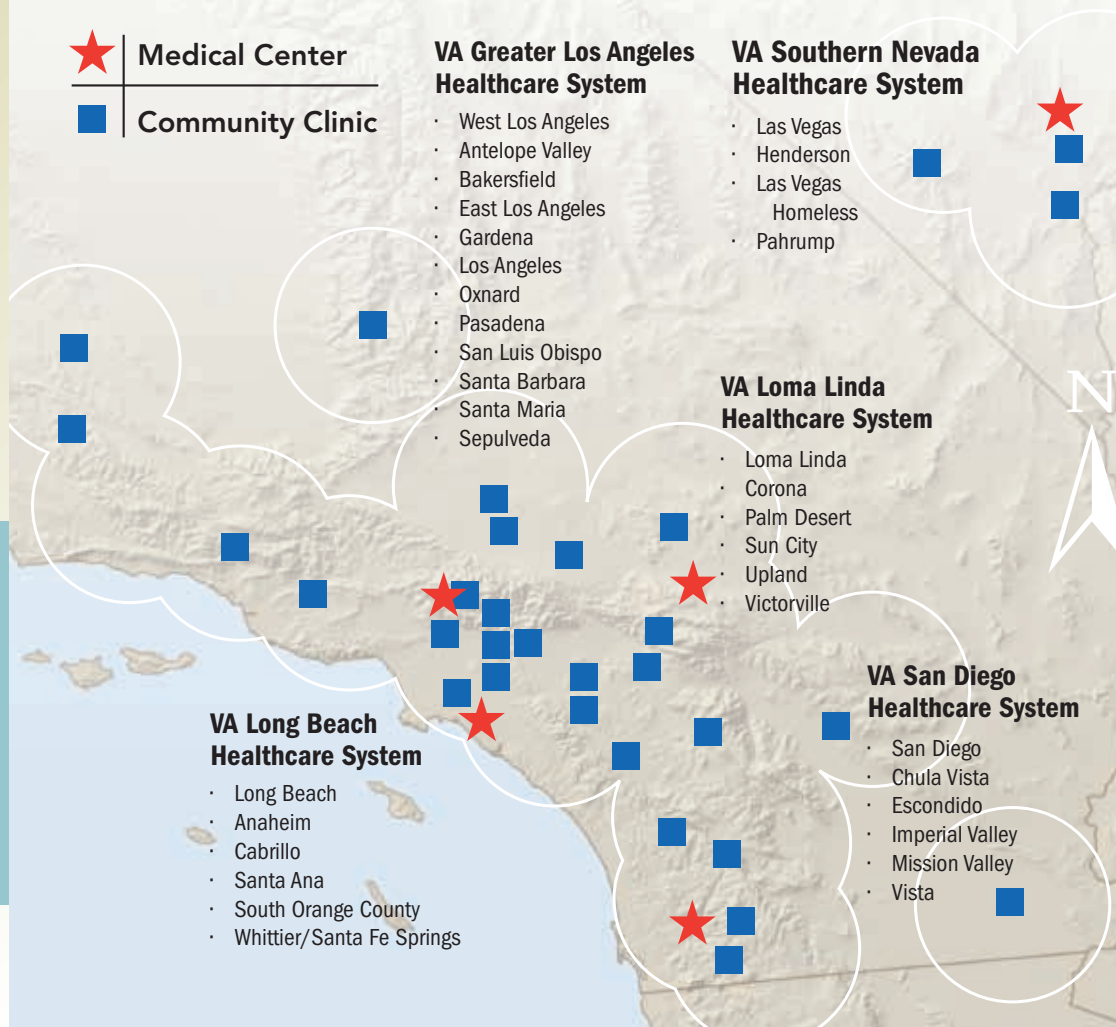 Medical Center
Community Clinic
VA Greater Los Angeles
Healthcare System
· West Los Angeles
· Antelope Valley
· Bakersfield
· East Los Angeles
· Gardena
· Los Angeles
· Oxnard
· Pasadena
· San Luis Obispo
· Santa Barbara
· Santa Maria
· Sepulveda
VA Southern Nevada
Healthcare System
· Las Vegas
· Henderson
· Las Vegas
Homeless
· Pahrump
VA Loma Linda
Healthcare System
· Loma Linda
· Corona
· Palm Desert
· Sun City
· Upland
· Victorville
N
VA San Diego
Healthcare System
· San Diego
· Chula Vista
· Escondido
· Imperial Valley
· Mission Valley
· Vista
VA Long Beach
Healthcare System
· Long Beach
· Anaheim
· Cabrillo
· Santa Ana
· South Orange County
· Whittier/Santa Fe Springs